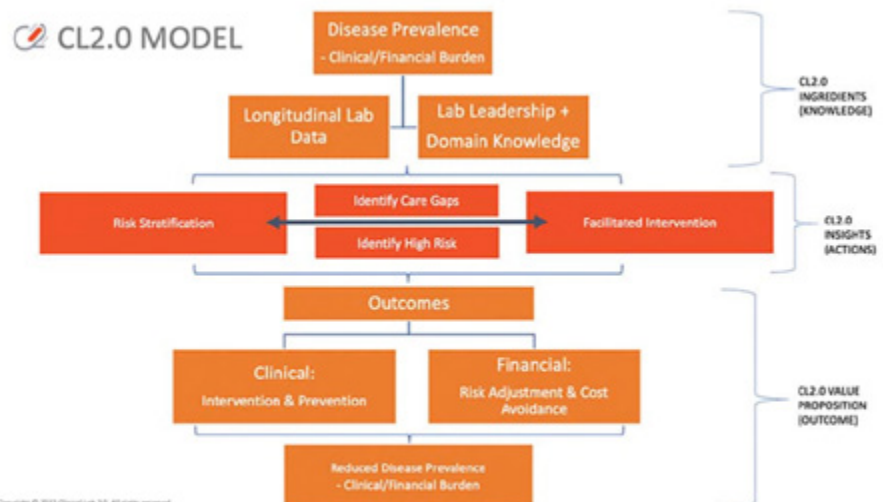 CL2.0 MODEL
Disease Prevalence
- Clinical/Financial Burden
Longitudinal Lab
Data
Lab Leadership +
Domain Knowledge
CL2.0
INGREDIENTS
(KNOWLEDGE)
Risk Stratification
Identify Care Gaps
Identify High Risk
Facilitated Intervention
CL2.0
INSIGHTS
(ACTIONS)
Outcomes
Clinical:
Intervention & Prevention
Financial:
Risk Adjustment & Cost
Avoidance
CL2.0 VALUE
PROPOSITION
(OUTCOME)
Reduced Disease Prevalence
- Clinical/Financial Burden